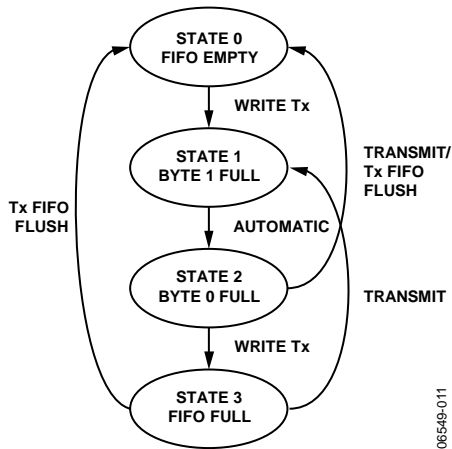 STATE 0
FIFO EMPTY
WRITE Tx
STATE 1
BYTE 1 FULL
TRANSMIT/
Tx FIFO
FLUSH
Tx FIFO
FLUSH
AUTOMATIC
STATE 2
BYTE 0 FULL
TRANSMIT
WRITE Tx
STATE 3
FIFO FULL
06549-011